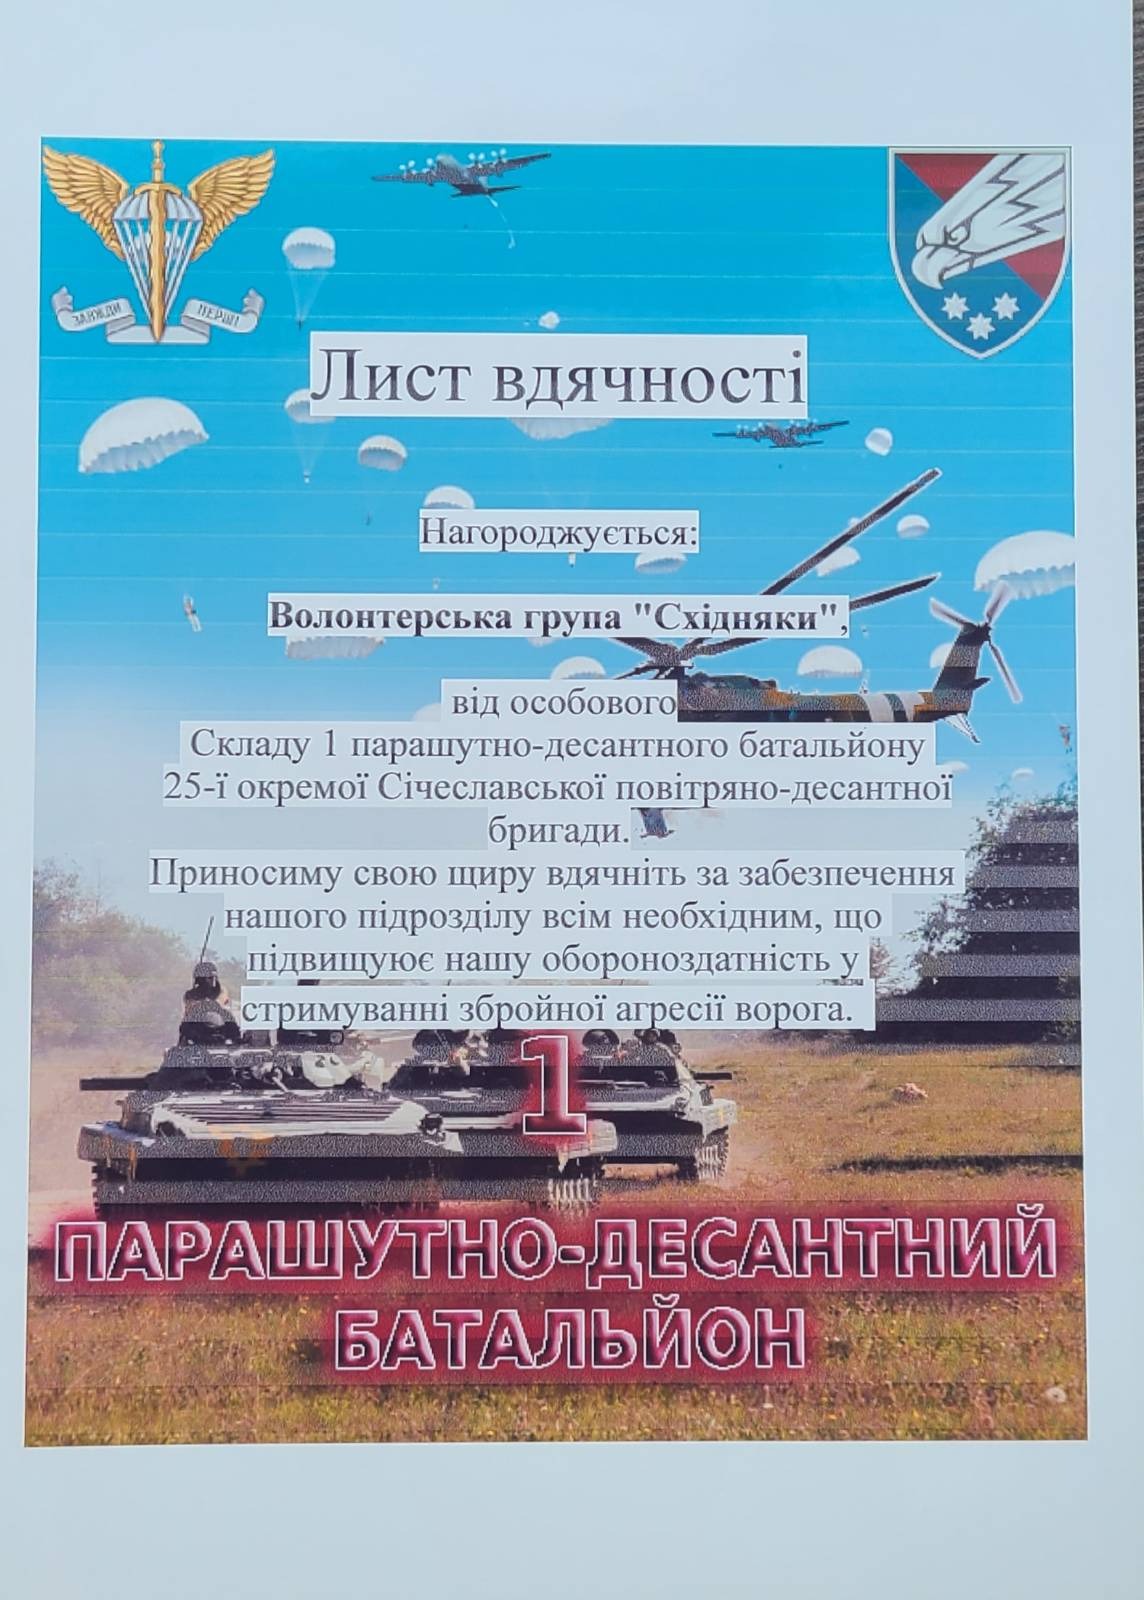 ЗАВЖДИ ПЕРШІ
Лист вдячності
Нагороджується:
Волонтерська група "Східняки",
від особового
Складу 1 парашутно-десантного батальйону
25-ї окремої Січеславської повітряно-десантної
бригади.
Приносиму свою щиру вдячніть за забезпечення
нашого підрозділу всім необхідним, що
підвищуює нашу обороноздатність у
стримуванні збройної агресії ворога.
1
ПАРАШУТНО-ДЕСАНТНИЙ
БАТАЛЬЙОН